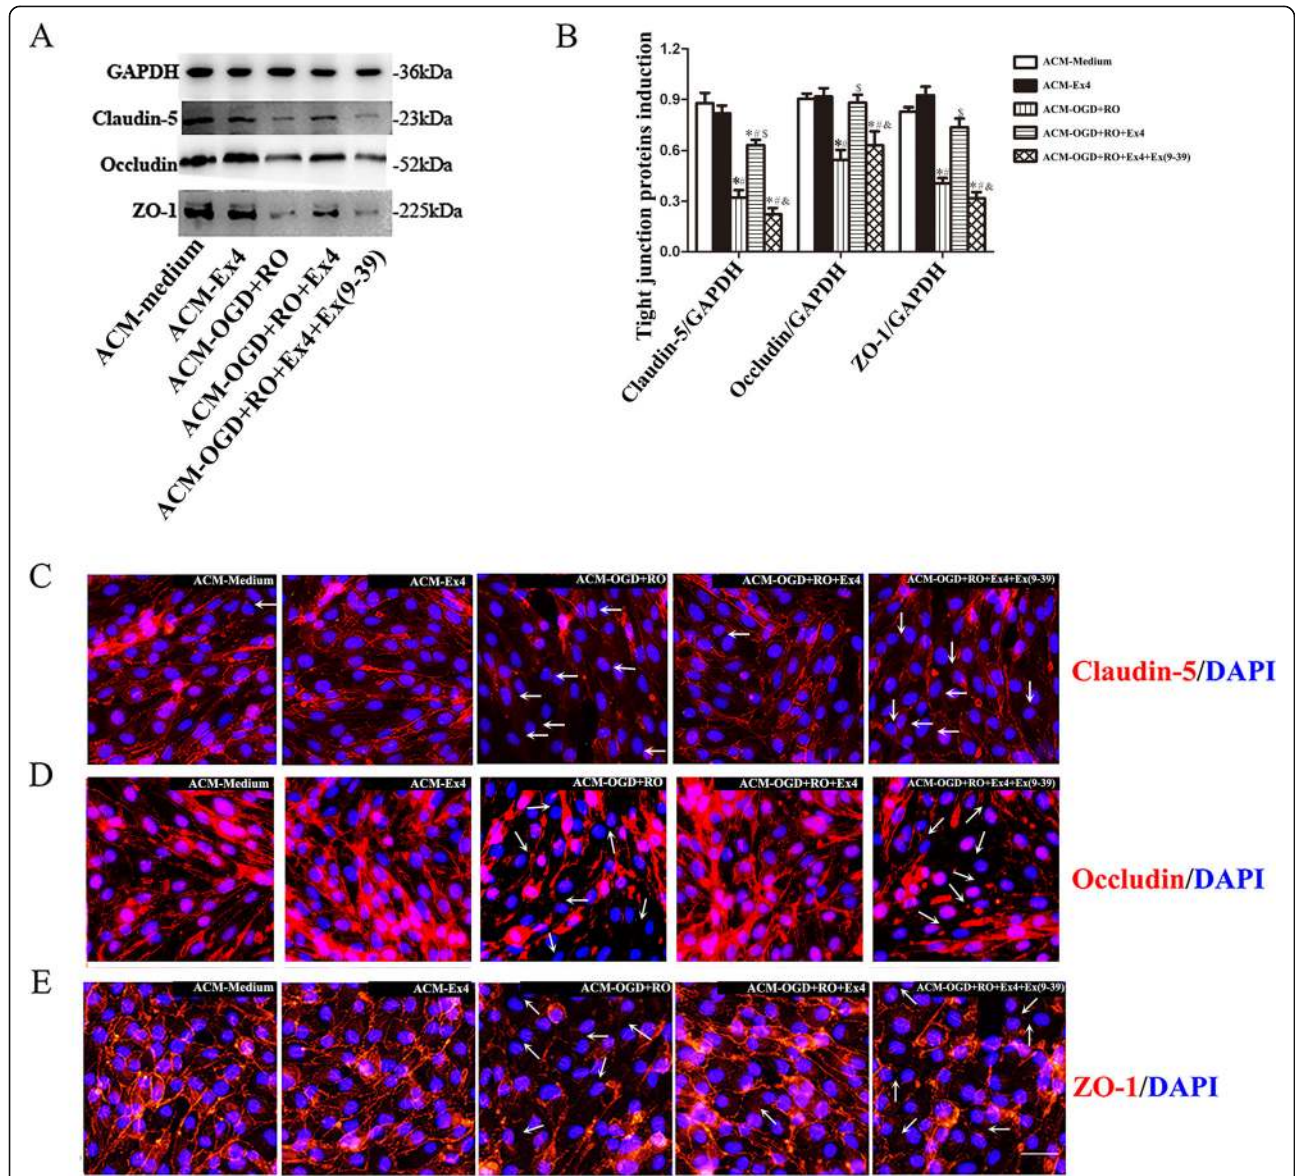 A
GAPDH
-36kDa
Claudin-5
-23kDa
Occludin
-52kDa
ZO-1
-225kDa
ACM-medium
ACM-Ex4
ACM-OGD+RO
ACM-OGD+RO+Ex4
ACM-OGD+RO+Ex4+Ex(9-39)
B
Tight junction proteins induction
1.2
0.9
0.6
0.3
0.0
*#
*#$
*#&
*#
$
*#&
*#
$
*#&
Claudin-5/GAPDH
Occludin/GAPDH
ZO-1/GAPDH
ACM-Medium
ACM-Ex4
ACM-OGD+RO
ACM-OGD+RO+Ex4
ACM-OGD+RO+Ex4+Ex(9-39)
C
ACM-Medium
ACM-Ex4
ACM-OGD+RO
ACM-OGD+RO+Ex4
ACM-OGD+RO+Ex4+Ex(9-39)
Claudin-5/DAPI
D
ACM-Medium
ACM-Ex4
ACM-OGD+RO
ACM-OGD+RO+Ex4
ACM-OGD+RO+Ex4+Ex(9-39)
Occludin/DAPI
E
ACM-Medium
ACM-Ex4
ACM-OGD+RO
ACM-OGD+RO+Ex4
ACM-OGD+RO+Ex4+Ex(9-39)
ZO-1/DAPI